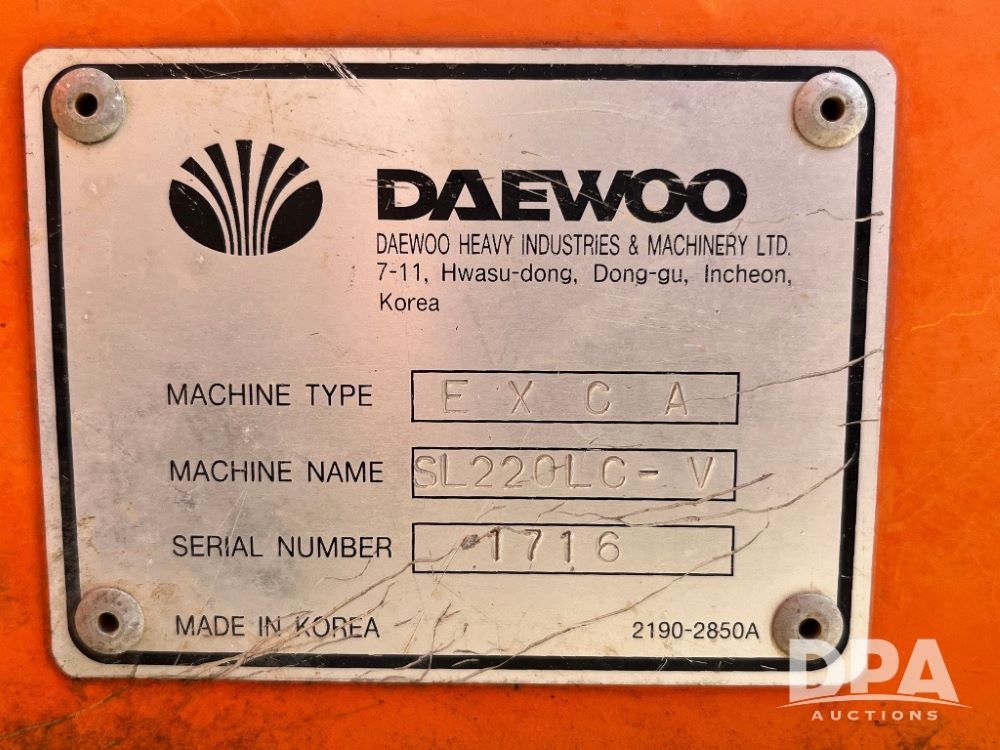 DAEWOO
DAEWOO HEAVY INDUSTRIES & MACHINERY LTD.
7-11, Hwasu-dong, Dong-gu, Incheon,
Korea
MACHINE TYPE EXCA
MACHINE NAME SL220LC-V
SERIAL NUMBER 1716
MADE IN KOREA 2190-2850A
DPA
AUCTIONS